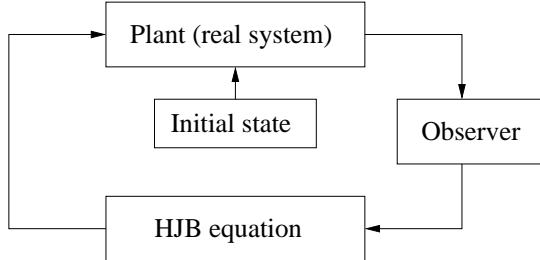 Plant (real system)
Initial state
Observer
HJB equation